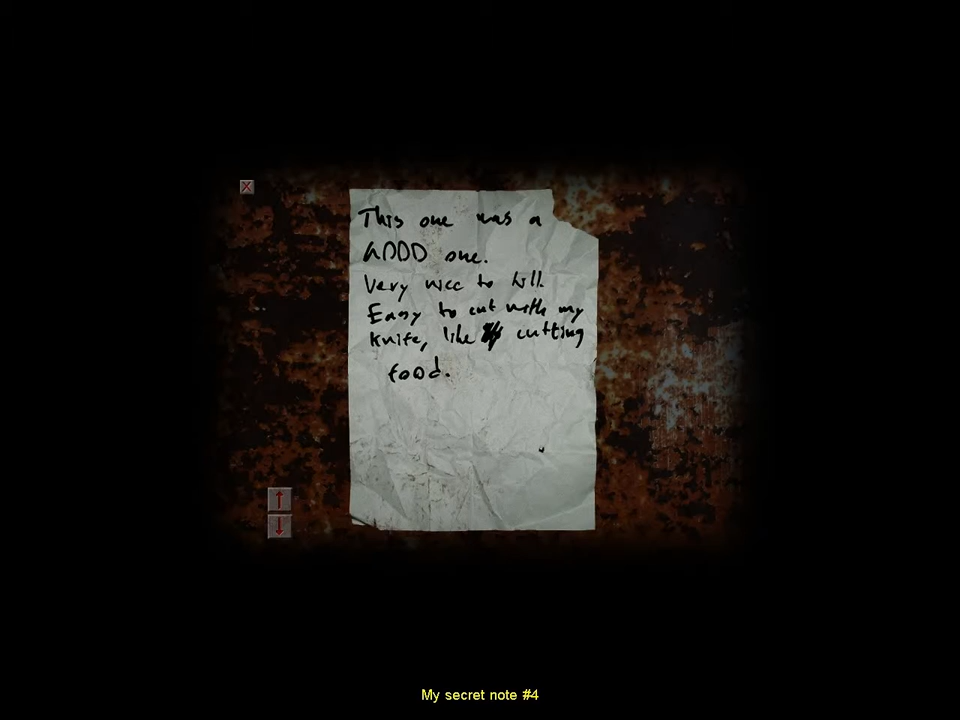 This one was a
GOOD one.
Very nice to kill.
Easy to cut with my
knife, like cutting
food.
My secret note #4